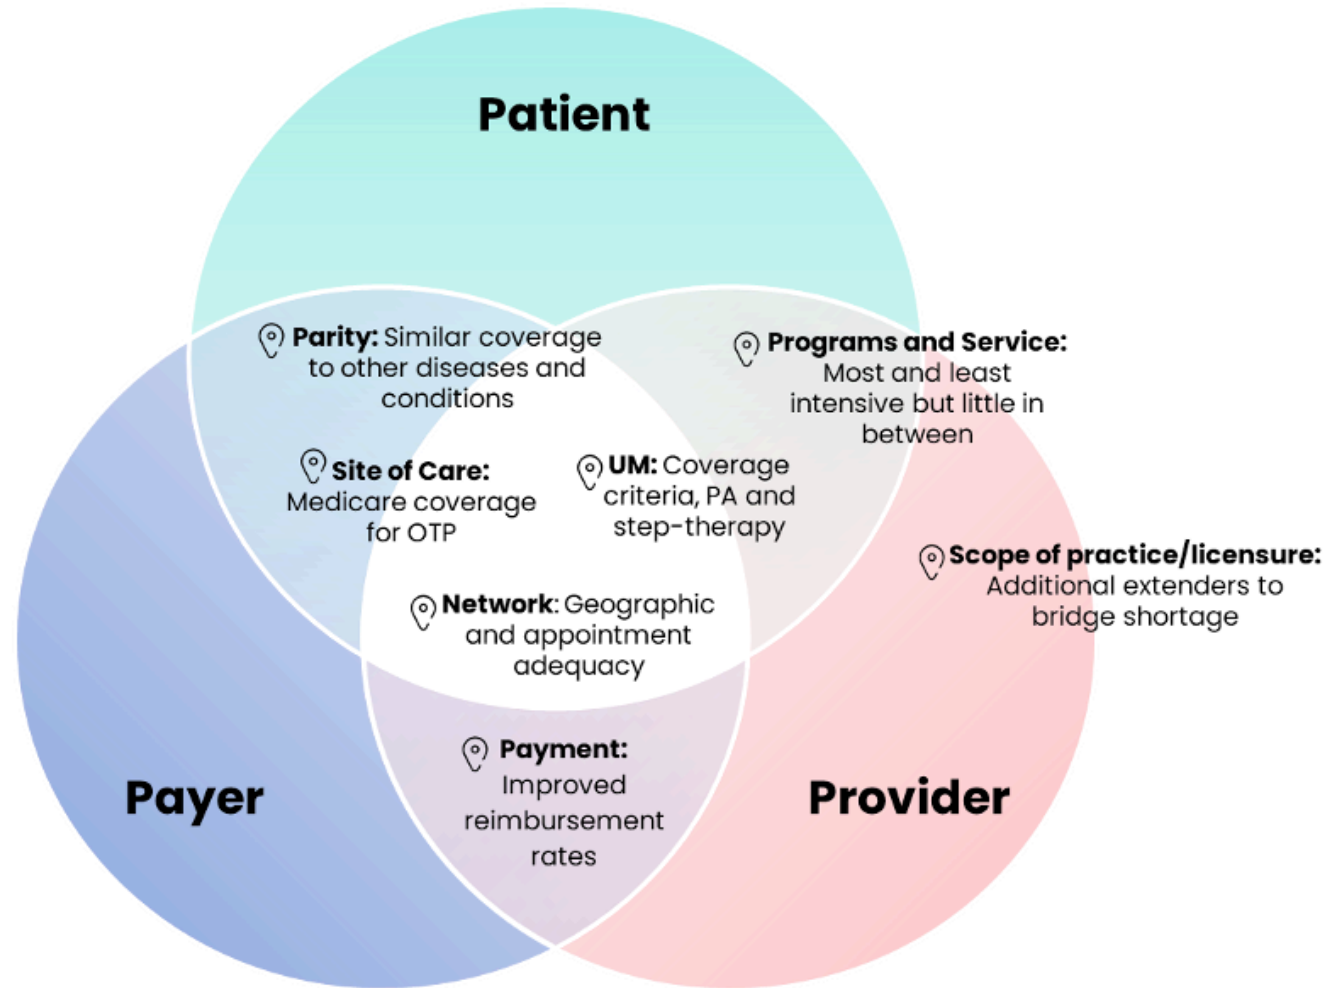 Patient
Parity: Similar coverage
to other diseases and
conditions
Programs and Service:
Most and least
intensive but little in
between
Site of Care:
Medicare coverage
for OTP
UM: Coverage
criteria, PA and
step-therapy
Scope of practice/licensure:
Additional extenders to
bridge shortage
Network: Geographic
and appointment
adequacy
Payment:
Improved
reimbursement
rates
Payer
Provider